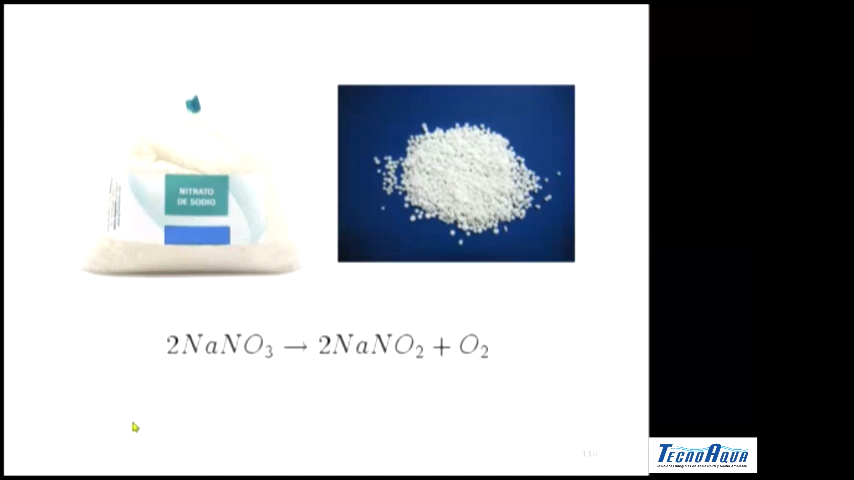 NITRATO
DE SODIO
2NaNO₃ → 2NaNO₂ + O₂
TECNOAQUA